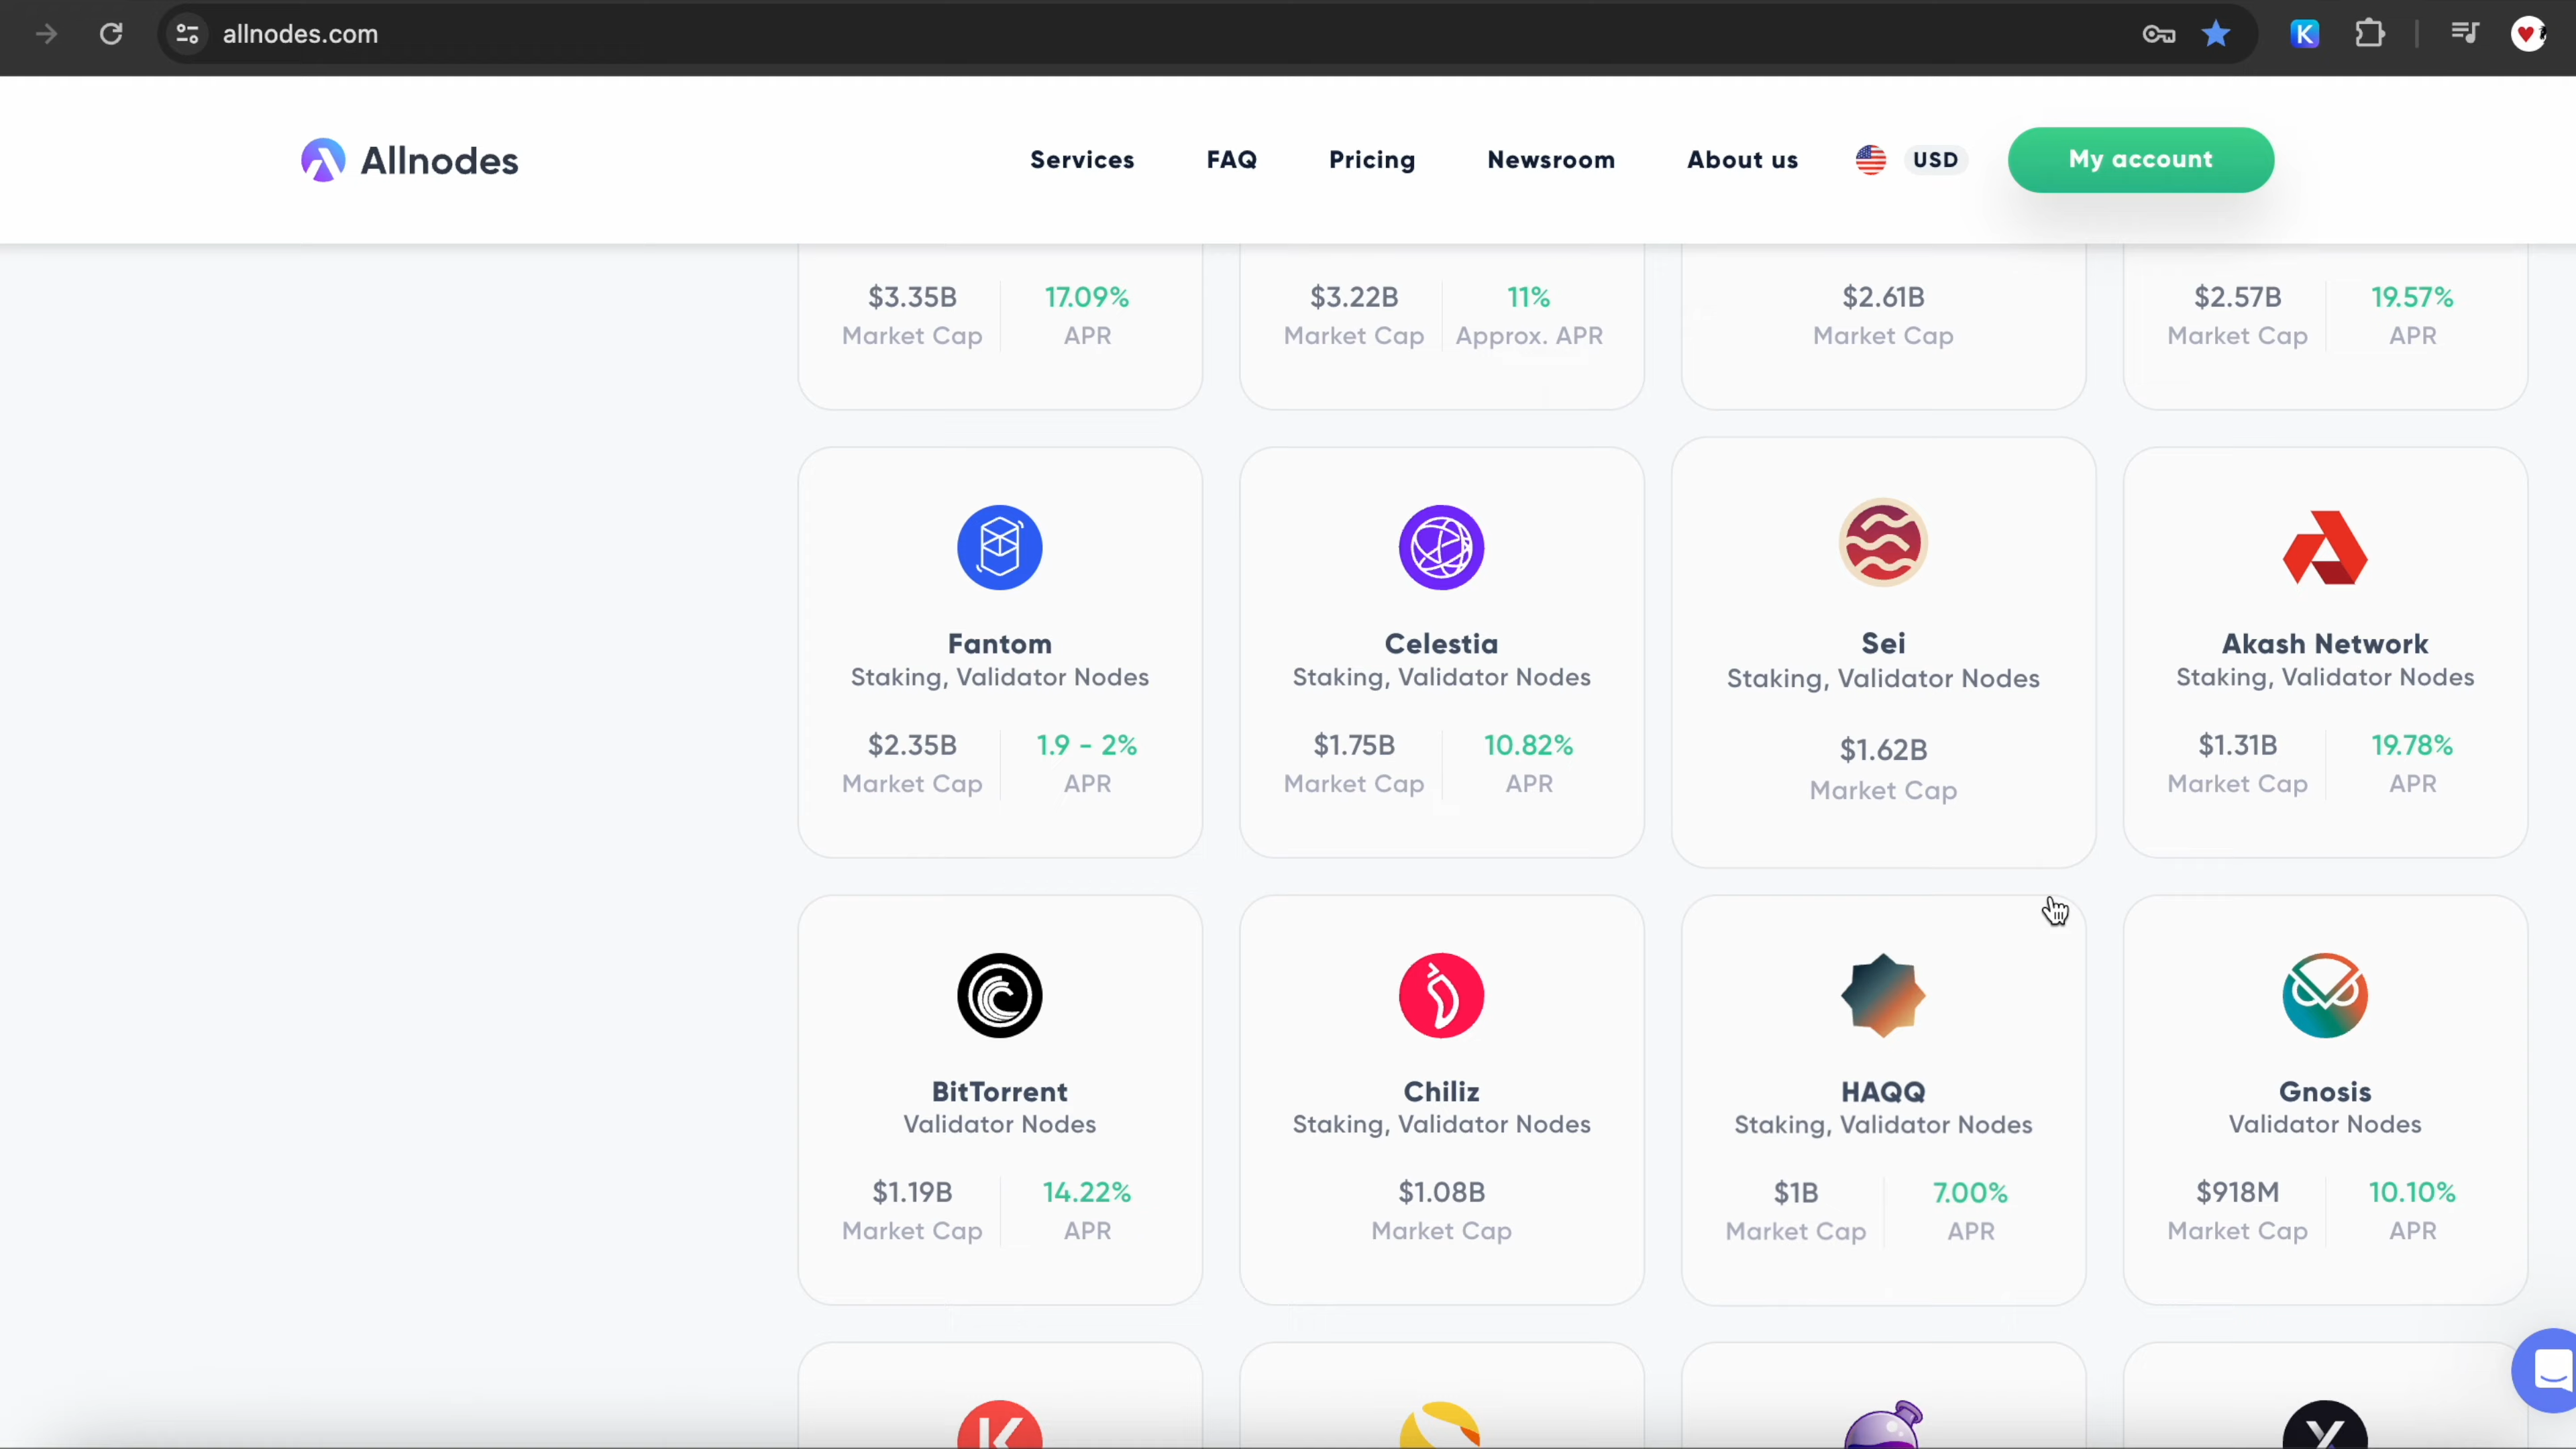 allnodes.com
K
Allnodes
Services
FAQ
Pricing
Newsroom
About us
USD
My account
$3.35B
Market Cap
17.09%
APR
$3.22B
Market Cap
11%
Approx. APR
$2.61B
Market Cap
$2.57B
Market Cap
19.57%
APR
Fantom
Staking, Validator Nodes
$2.35B
Market Cap
1.9 - 2%
APR
Celestia
Staking, Validator Nodes
$1.75B
Market Cap
10.82%
APR
Sei
Staking, Validator Nodes
$1.62B
Market Cap
Akash Network
Staking, Validator Nodes
$1.31B
Market Cap
19.78%
APR
BitTorrent
Validator Nodes
$1.19B
Market Cap
14.22%
APR
Chiliz
Staking, Validator Nodes
$1.08B
Market Cap
HAQQ
Staking, Validator Nodes
$1B
Market Cap
7.00%
APR
Gnosis
Validator Nodes
$918M
Market Cap
10.10%
APR